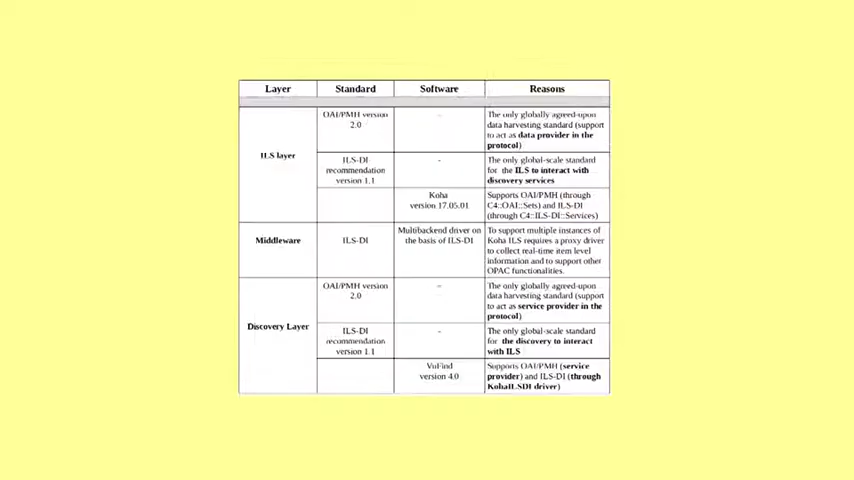 Layer Standard Software Reasons
ILS layer
OAI/PMH version
2.0
-
The only globally agreed-upon
data harvesting standard (support
to act as data provider in the
protocol)
ILS-DI
recommendation
version 1.1
-
The only global-scale standard
for the ILS to interact with
discovery services
Koha
version 17.05.01
Supports OAI/PMH (through
C4::OAI::Sets) and ILS-DI
(through C4::ILS-DI::Services)
Middleware
ILS-DI
Multibackend driver on
the basis of ILS-DI
To support multiple instances of
Koha ILS requires a proxy driver
to collect real-time item level
information and to support other
OPAC functionalities.
Discovery Layer
OAI/PMH version
2.0
-
The only globally agreed-upon
data harvesting standard (support
to act as service provider in the
protocol)
ILS-DI
recommendation
version 1.1
-
The only global-scale standard
for the discovery to interact
with ILS
VuFind
version 4.0
Supports OAI/PMH (service
provider) and ILS-DI (through
KohaILSDI driver)